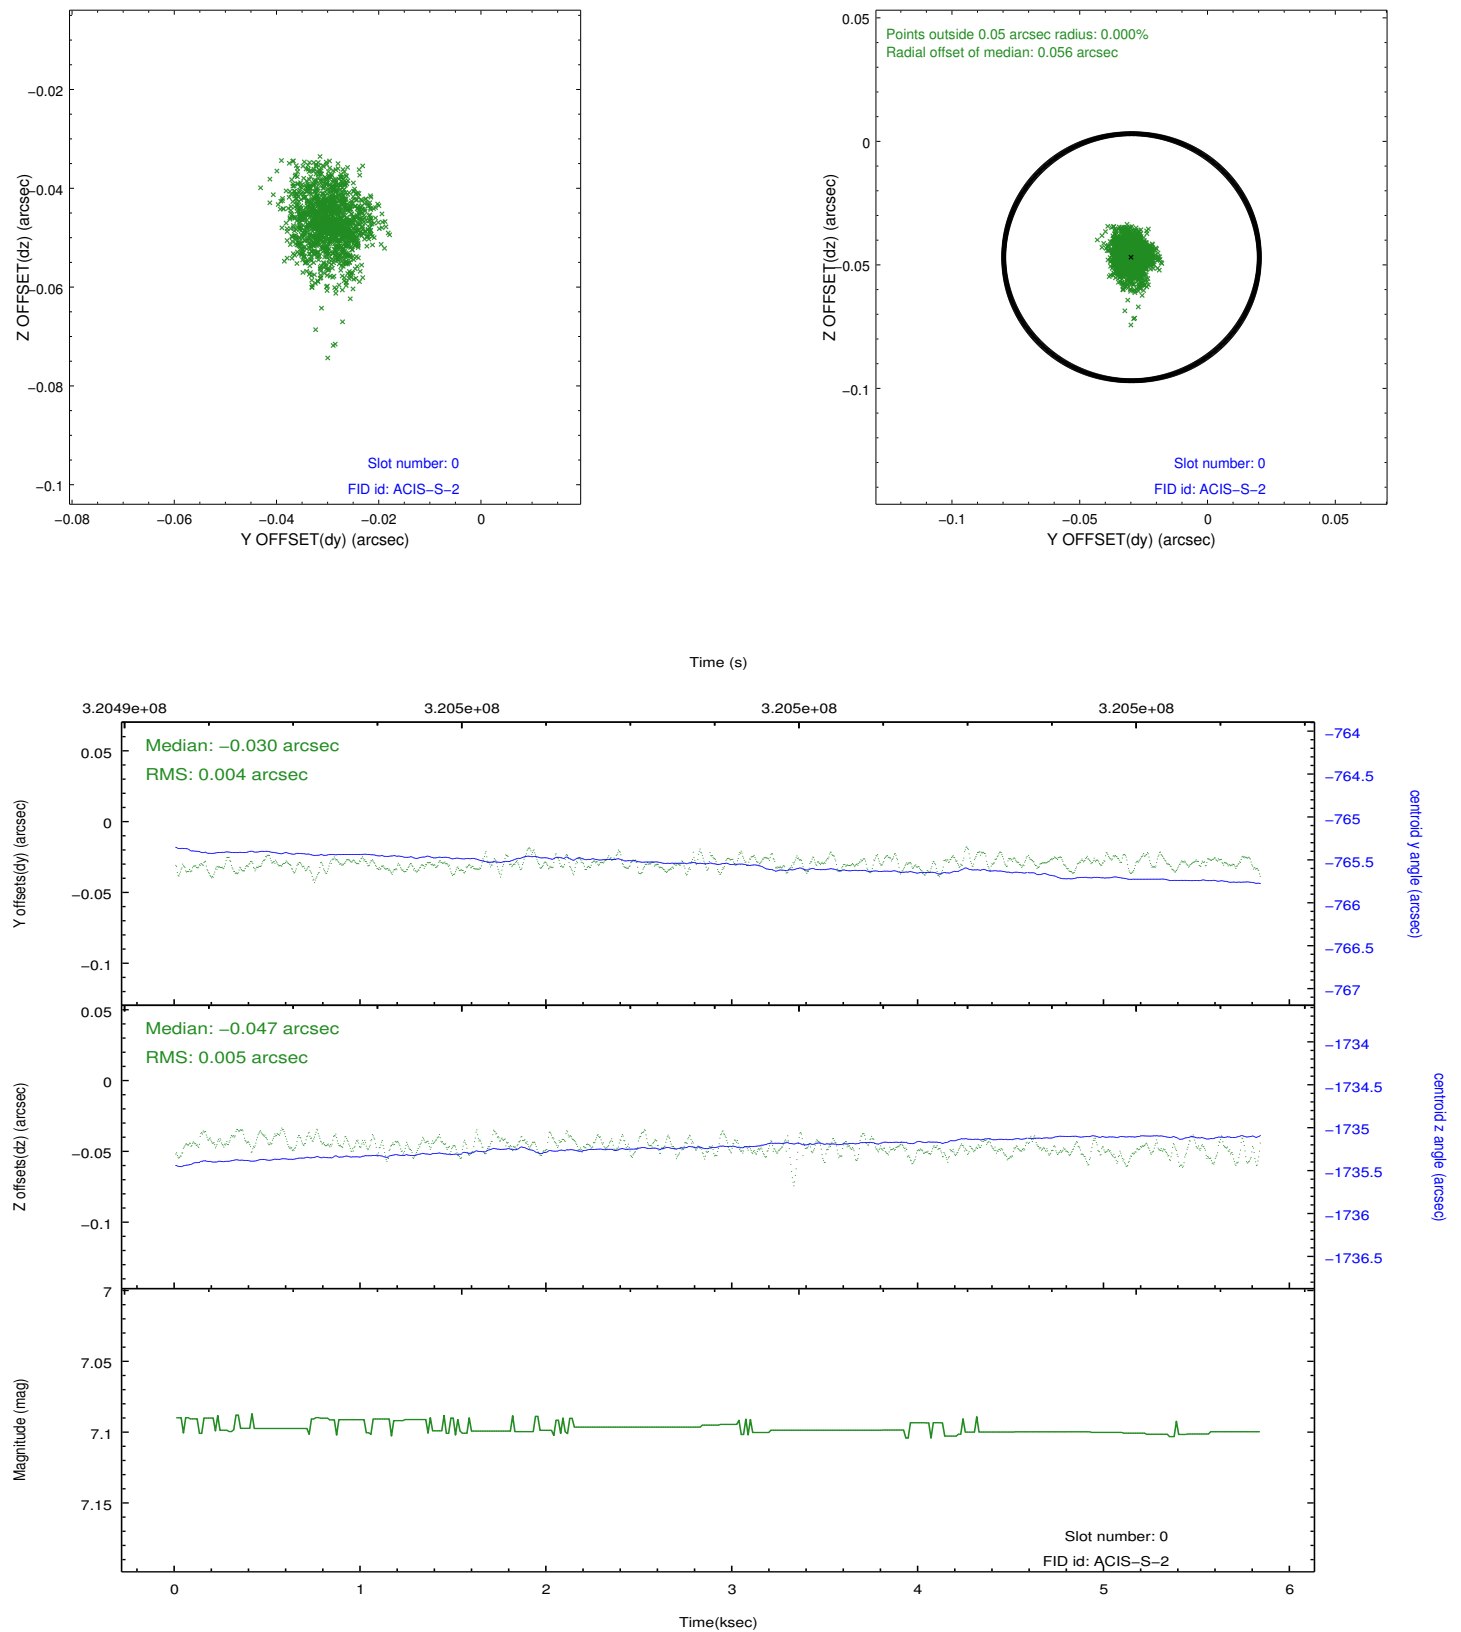 −0.02
−0.04
−0.06
−0.08
−0.1
Z OFFSET(dz) (arcsec)
Slot number: 0
FID id: ACIS−S−2
−0.08
−0.06
−0.04
−0.02
0
Y OFFSET(dy) (arcsec)
Points outside 0.05 arcsec radius: 0.000%
Radial offset of median: 0.056 arcsec
0.05
0
−0.05
−0.1
Z OFFSET(dz) (arcsec)
Slot number: 0
FID id: ACIS−S−2
−0.1
−0.05
0
0.05
Y OFFSET(dy) (arcsec)
Time (s)
3.2049e+08
3.205e+08
3.205e+08
3.205e+08
Median: −0.030 arcsec
RMS: 0.004 arcsec
0.05
0
−0.05
−0.1
Y offsets(dy) (arcsec)
−764
−764.5
−765
−765.5
−766
−766.5
−767
centroid y angle (arcsec)
Median: −0.047 arcsec
RMS: 0.005 arcsec
0.05
0
−0.05
−0.1
Z offsets(dz) (arcsec)
−1734
−1734.5
−1735
−1735.5
−1736
−1736.5
centroid z angle (arcsec)
7
7.05
7.1
7.15
Magnitude (mag)
Slot number: 0
FID id: ACIS−S−2
0
1
2
3
4
5
6
Time(ksec)